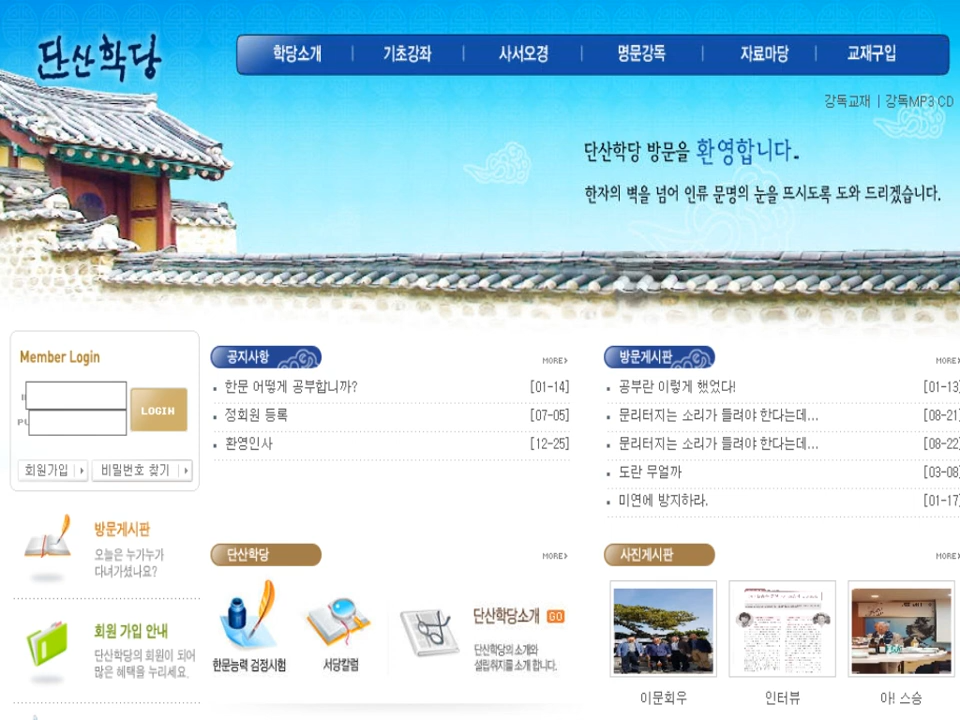 단산학당
학당소개 | 기초강좌 | 사서오경 | 명문강독 | 자료마당 | 교재구입
강독교재 | 강독MP3 CD
단산학당 방문을 환영합니다.
한자의 벽을 넘어 인류 문명의 눈을 뜨시도록 도와 드리겠습니다.
Member Login
LOGIN
회원가입
비밀번호 찾기
공지사항
MORE
한문 어떻게 공부합니까? [01-14]
정회원 등록 [07-05]
환영인사 [12-25]
방문게시판
MORE
공부란 이렇게 했었다! [01-13]
문리터지는 소리가 들려야 한다는데... [08-21]
문리터지는 소리가 들려야 한다는데... [08-22]
도란 무얼까 [03-08]
미연에 방지하라. [01-17]
방문게시판
오늘은 누가누가
다녀가셨나요?
회원 가입 안내
단산학당의 회원이 되어
많은 혜택을 누리세요.
단산학당
MORE
한문능력 검정시험
서당칼럼
단산학당소개 GO
단산학당의 소개와
설립취지를 소개 합니다.
사진게시판
MORE
이문회우
인터뷰
아! 스승